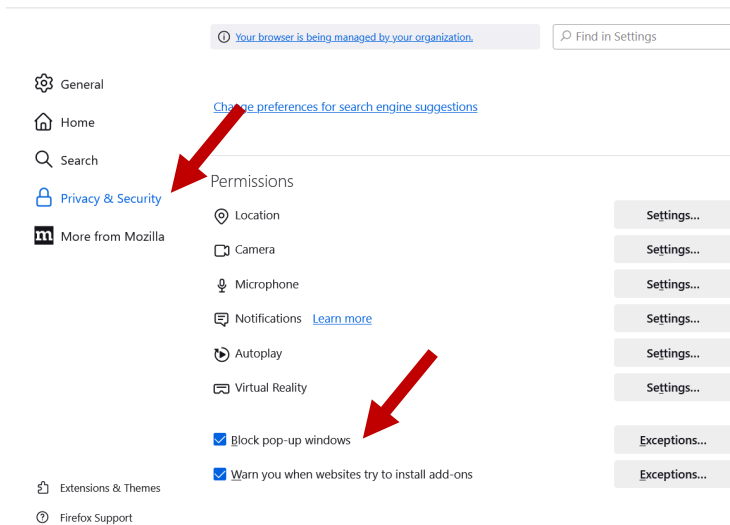 Your browser is being managed by your organization.
Find in Settings
General
Home
Search
Privacy & Security
More from Mozilla
Extensions & Themes
Firefox Support
Change preferences for search engine suggestions
Permissions
Location Settings...
Camera Settings...
Microphone Settings...
Notifications Learn more Settings...
Autoplay Settings...
Virtual Reality Settings...
Block pop-up windows Exceptions...
Warn you when websites try to install add-ons Exceptions...